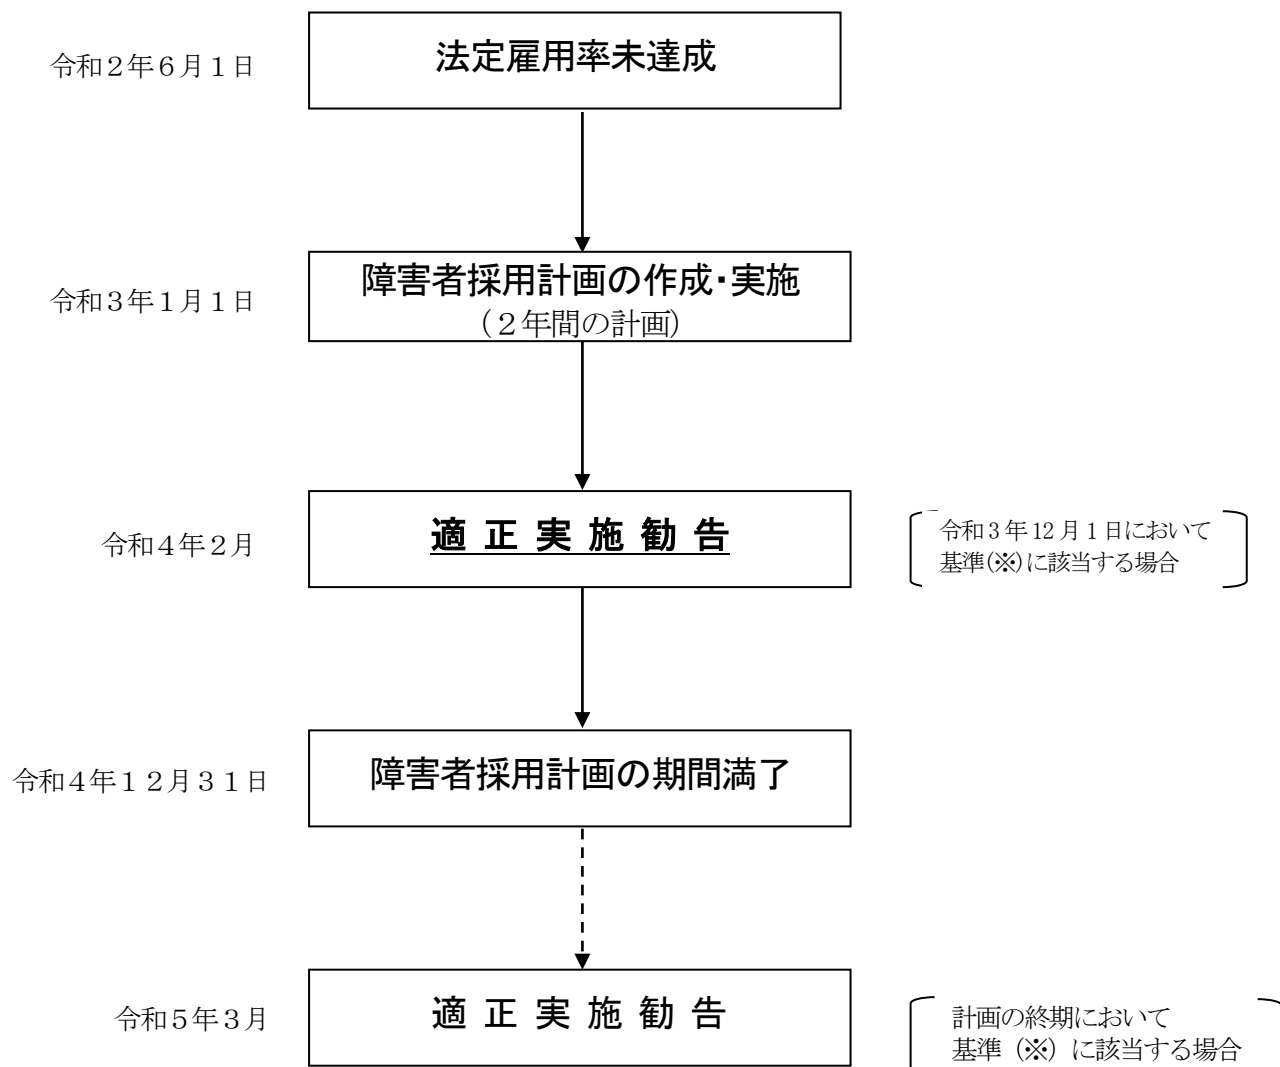 令和２年６月１日
法定雇用率未達成
令和３年１月１日
障害者採用計画の作成・実施
（２年間の計画）
令和４年２月
適 正 実 施 勧 告
令和３年12月１日において
基準(※)に該当する場合
令和４年１２月３１日
障害者採用計画の期間満了
令和５年３月
適 正 実 施 勧 告
計画の終期において
基準（※）に該当する場合